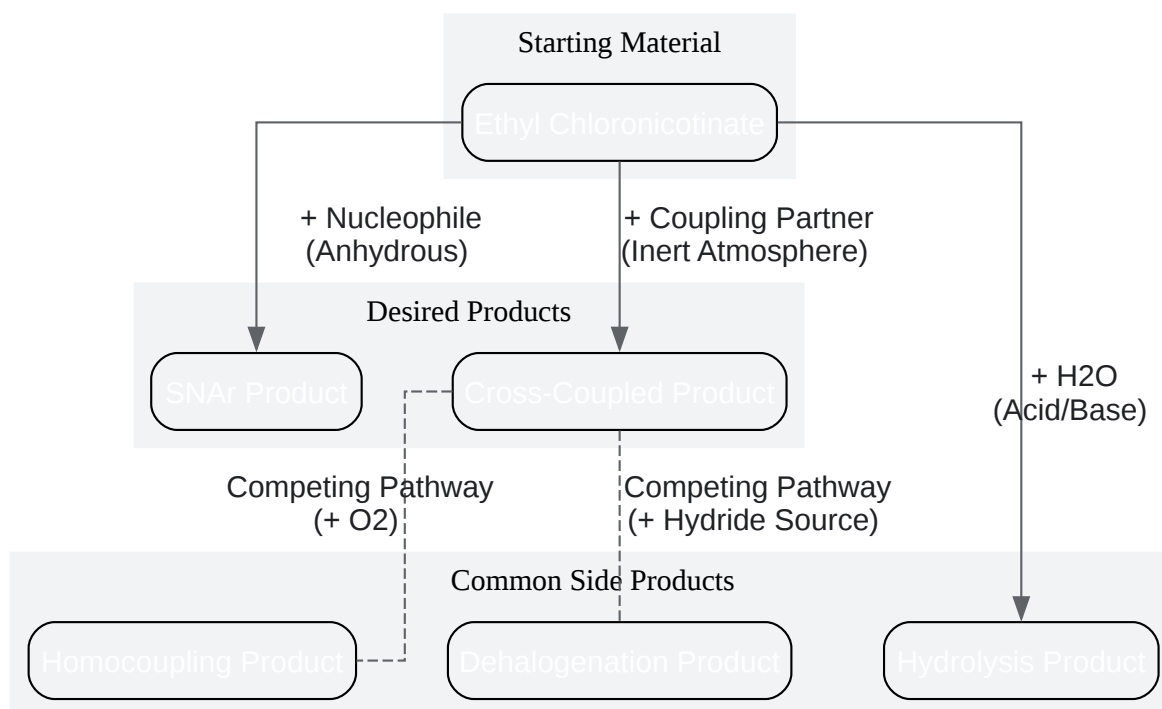 Starting Material
Ethyl Chloronicotinate
+ Nucleophile
(Anhydrous)
+ Coupling Partner
(Inert Atmosphere)
Desired Products
SNAr Product
Cross-Coupled Product
+ H2O
(Acid/Base)
Competing Pathway
(+ O2)
Competing Pathway
(+ Hydride Source)
Common Side Products
Homocoupling Product
Dehalogenation Product
Hydrolysis Product